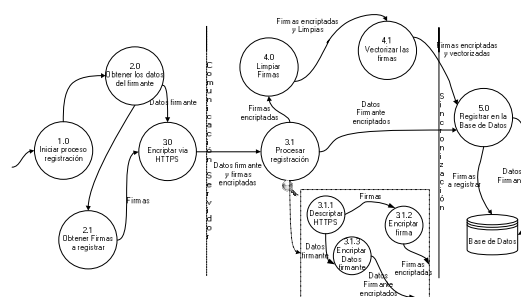 Firmas encriptadas
y Limpias
4.1
Vectorizar las
firmas
Firmas encriptadas
y vectorizadas
2.0
Obtener los datos
del firmante
4.0
Limpiar
Firmas
Comunicación Servidor
Sincronización
Datos firmante
Firmas
encriptadas
Datos
Firmante
encriptados
5.0
Registrar en la
Base de Datos
1.0
Iniciar proceso
registración
3.0
Encriptar via
HTTPS
3.1
Procesar
registración
Datos firmante
y firmas
encriptadas
Firmas
a registrar
Datos
Firman
Firmas
2.1
Obtener Firmas
a registrar
3.1.1
Descriptar
HTTPS
Firmas
3.1.2
Encriptar
firma
Datos
firmante
3.1.3
Encriptar
Datos
firmante
Firmas
encriptadas
Datos
Firmante
encriptados
Base de Datos